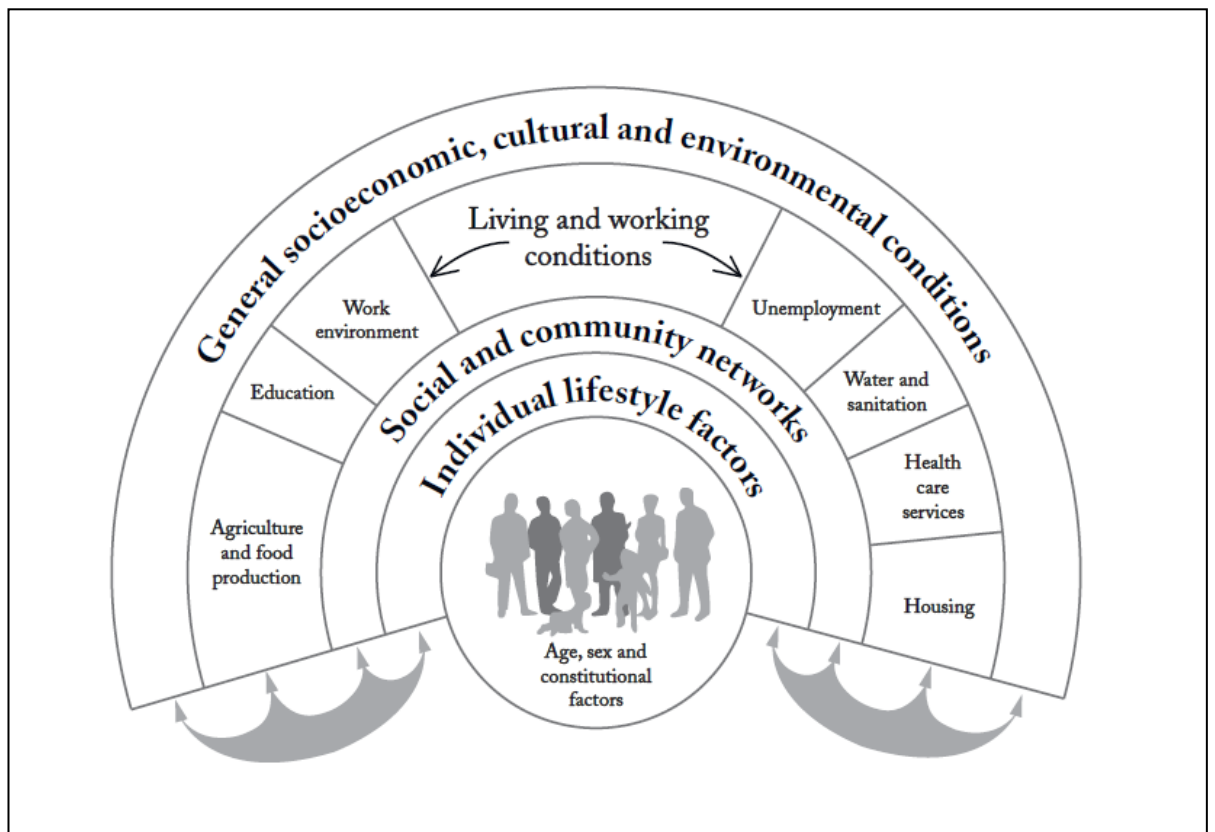 General socioeconomic, cultural and environmental conditions
Living and working
conditions
Work
environment
Unemployment
Education
Water and
sanitation
Agriculture
and food
production
Health
care
services
Housing
Social and community networks
Individual lifestyle factors
Age, sex and
constitutional
factors